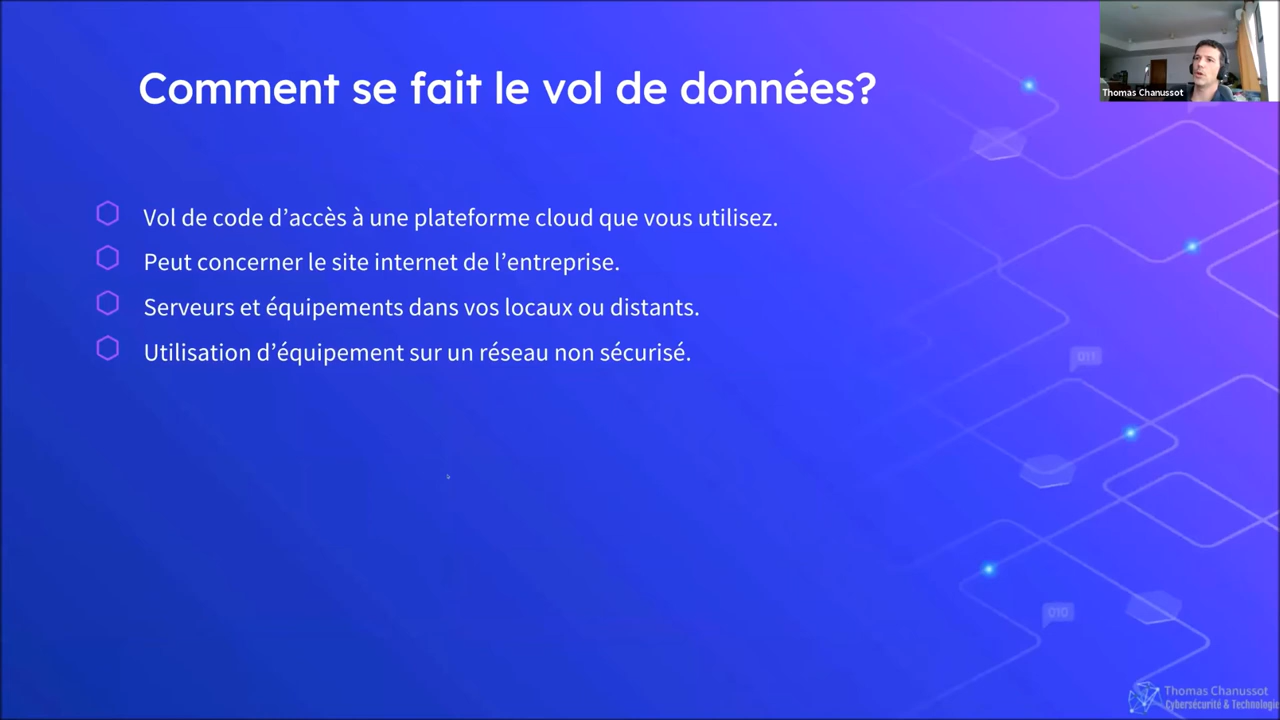 Comment se fait le vol de données?
Thomas Chanussot
Vol de code d’accès à une plateforme cloud que vous utilisez.
Peut concerner le site internet de l’entreprise.
Serveurs et équipements dans vos locaux ou distants.
011
Utilisation d’équipement sur un réseau non sécurisé.
010
Thomas Chanussot
Cybersécurité & Technologie